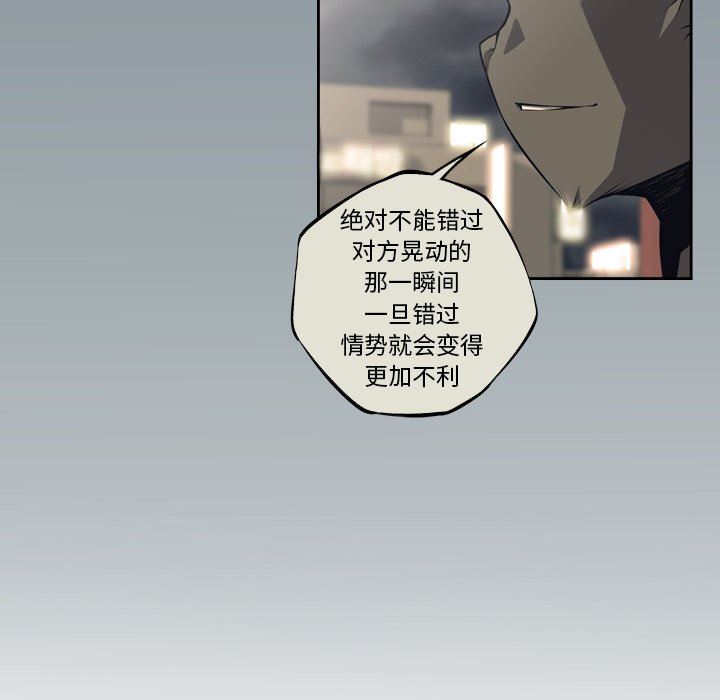 绝对不能错过
对方晃动的
那一瞬间
一旦错过
情势就会变得
更加不利